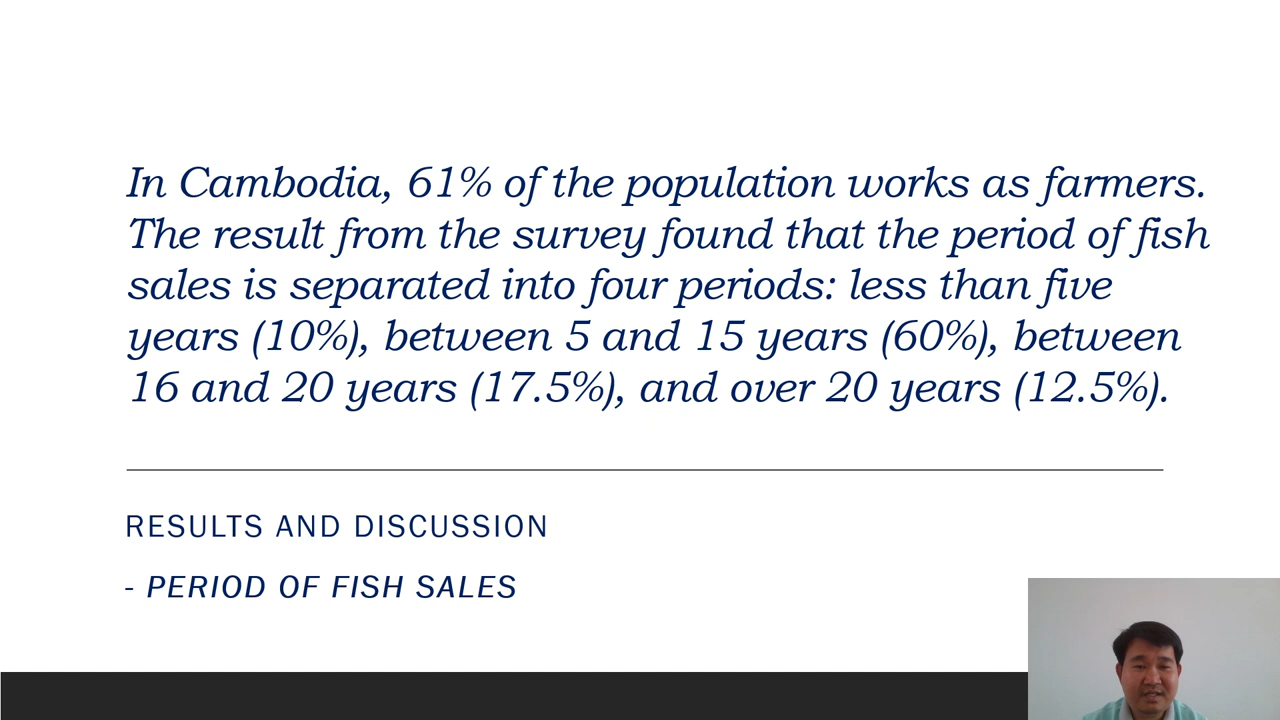 In Cambodia, 61% of the population works as farmers.
The result from the survey found that the period of fish
sales is separated into four periods: less than five
years (10%), between 5 and 15 years (60%), between
16 and 20 years (17.5%), and over 20 years (12.5%).
RESULTS AND DISCUSSION
- PERIOD OF FISH SALES